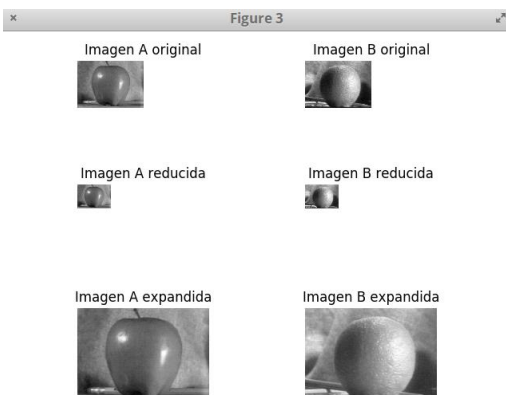 Figure 3
Imagen A original
Imagen B original
Imagen A reducida
Imagen B reducida
Imagen A expandida
Imagen B expandida